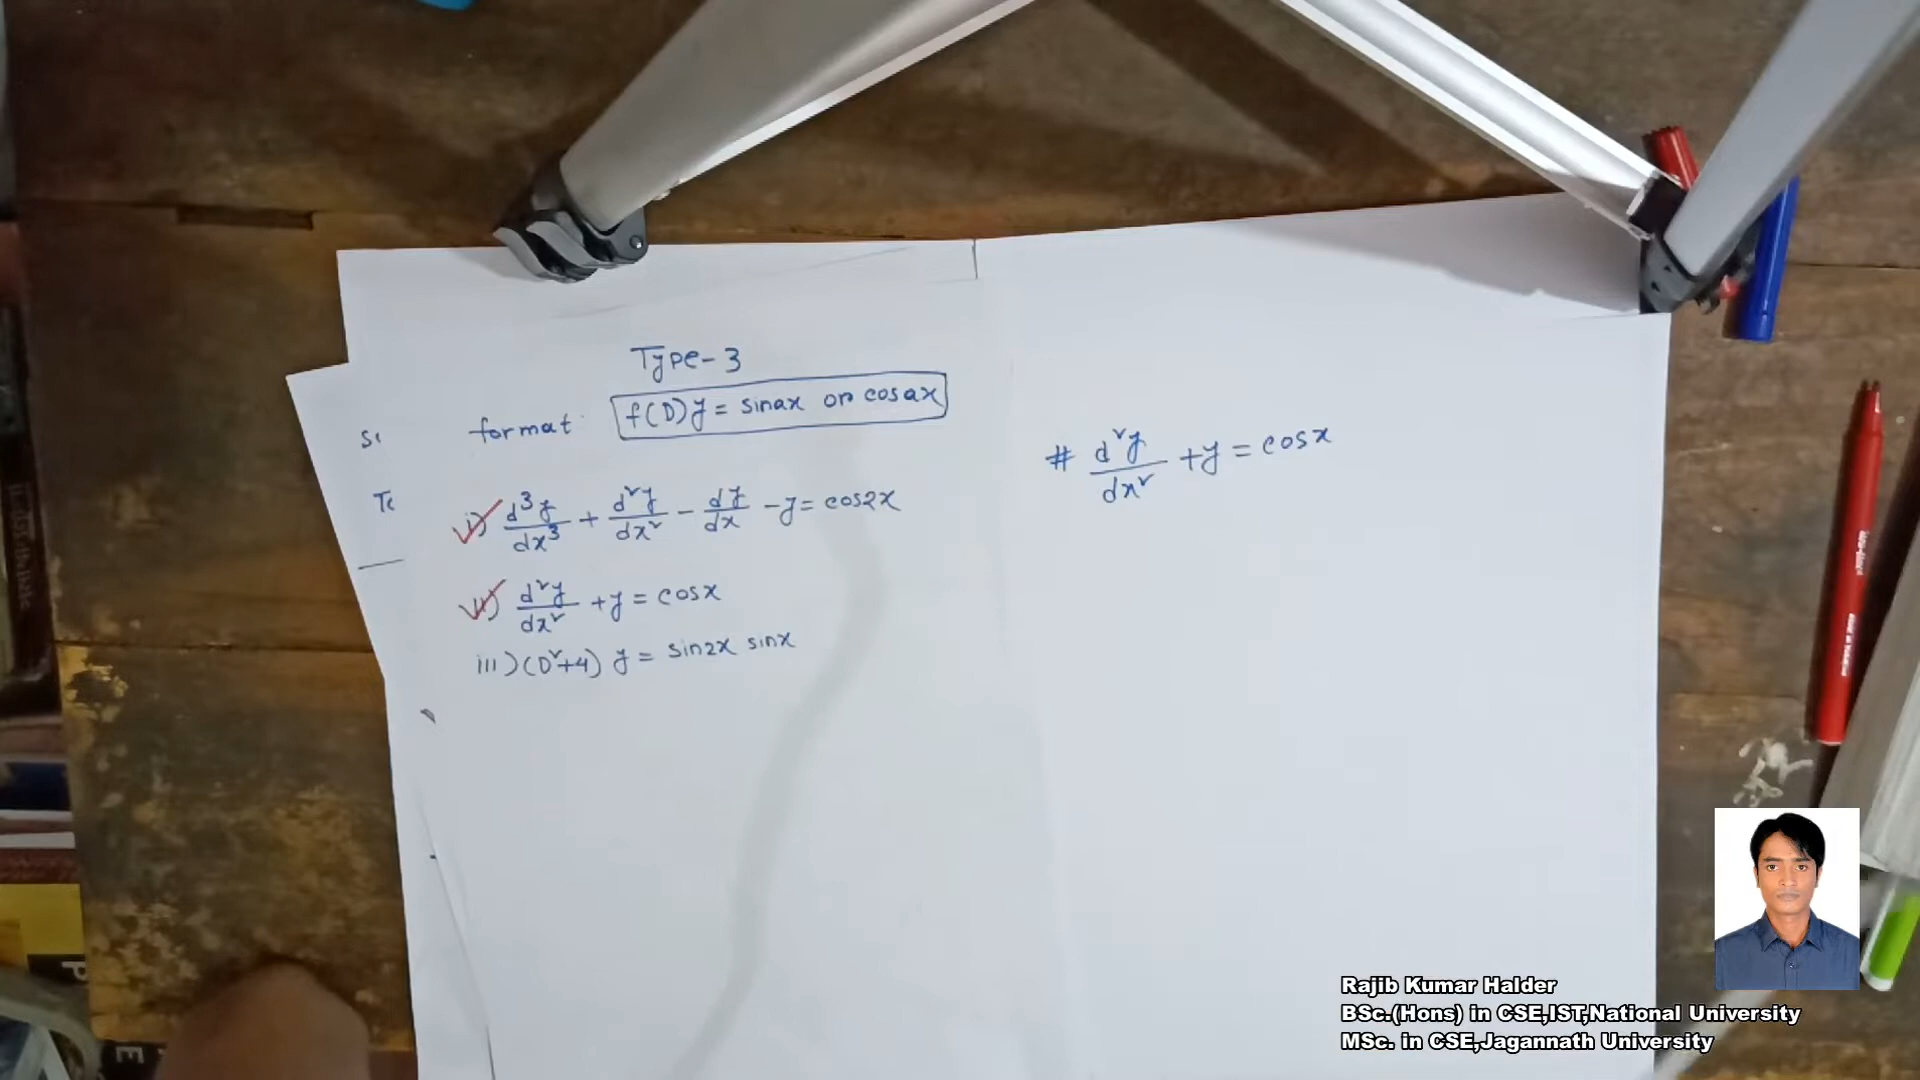 Type-3
format: f(D)y = sinax or cosax
i) d³y/dx³ + d²y/dx² - dy/dx - y = cos2x
ii) d²y/dx² + y = cosx
iii) (D²+4) y = sin2x sinx
# d²y/dx² + y = cosx
Rajib Kumar Halder
BSc.(Hons) in CSE,IST,National University
MSc. in CSE,Jagannath University